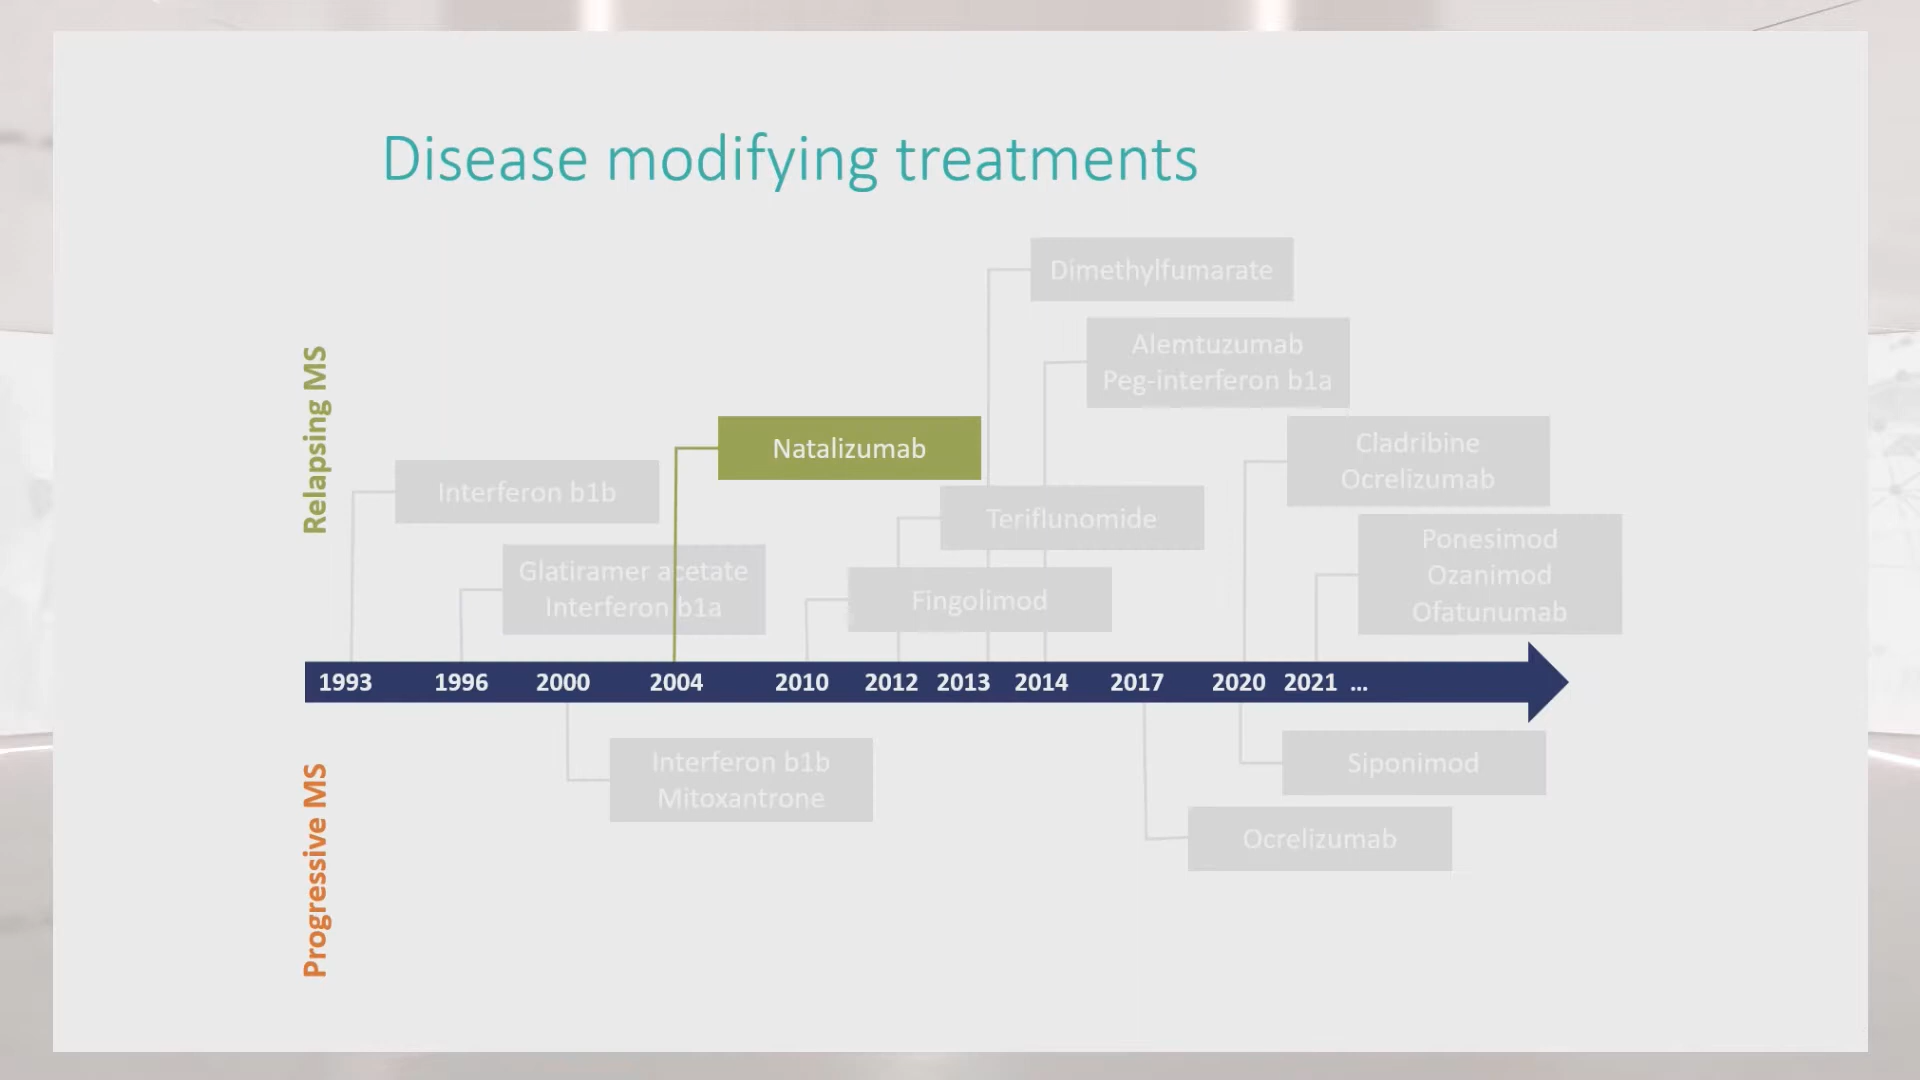 Disease modifying treatments
Relapsing MS
Dimethylfumarate
Alemtuzumab
Peg-interferon b1a
Natalizumab
Cladribine
Ocrelizumab
Interferon b1b
Teriflunomide
Ponesimod
Ozanimod
Ofatunumab
Glatiramer acetate
Interferon b1a
Fingolimod
1993 1996 2000 2004 2010 2012 2013 2014 2017 2020 2021 ...
Progressive MS
Interferon b1b
Mitoxantrone
Siponimod
Ocrelizumab